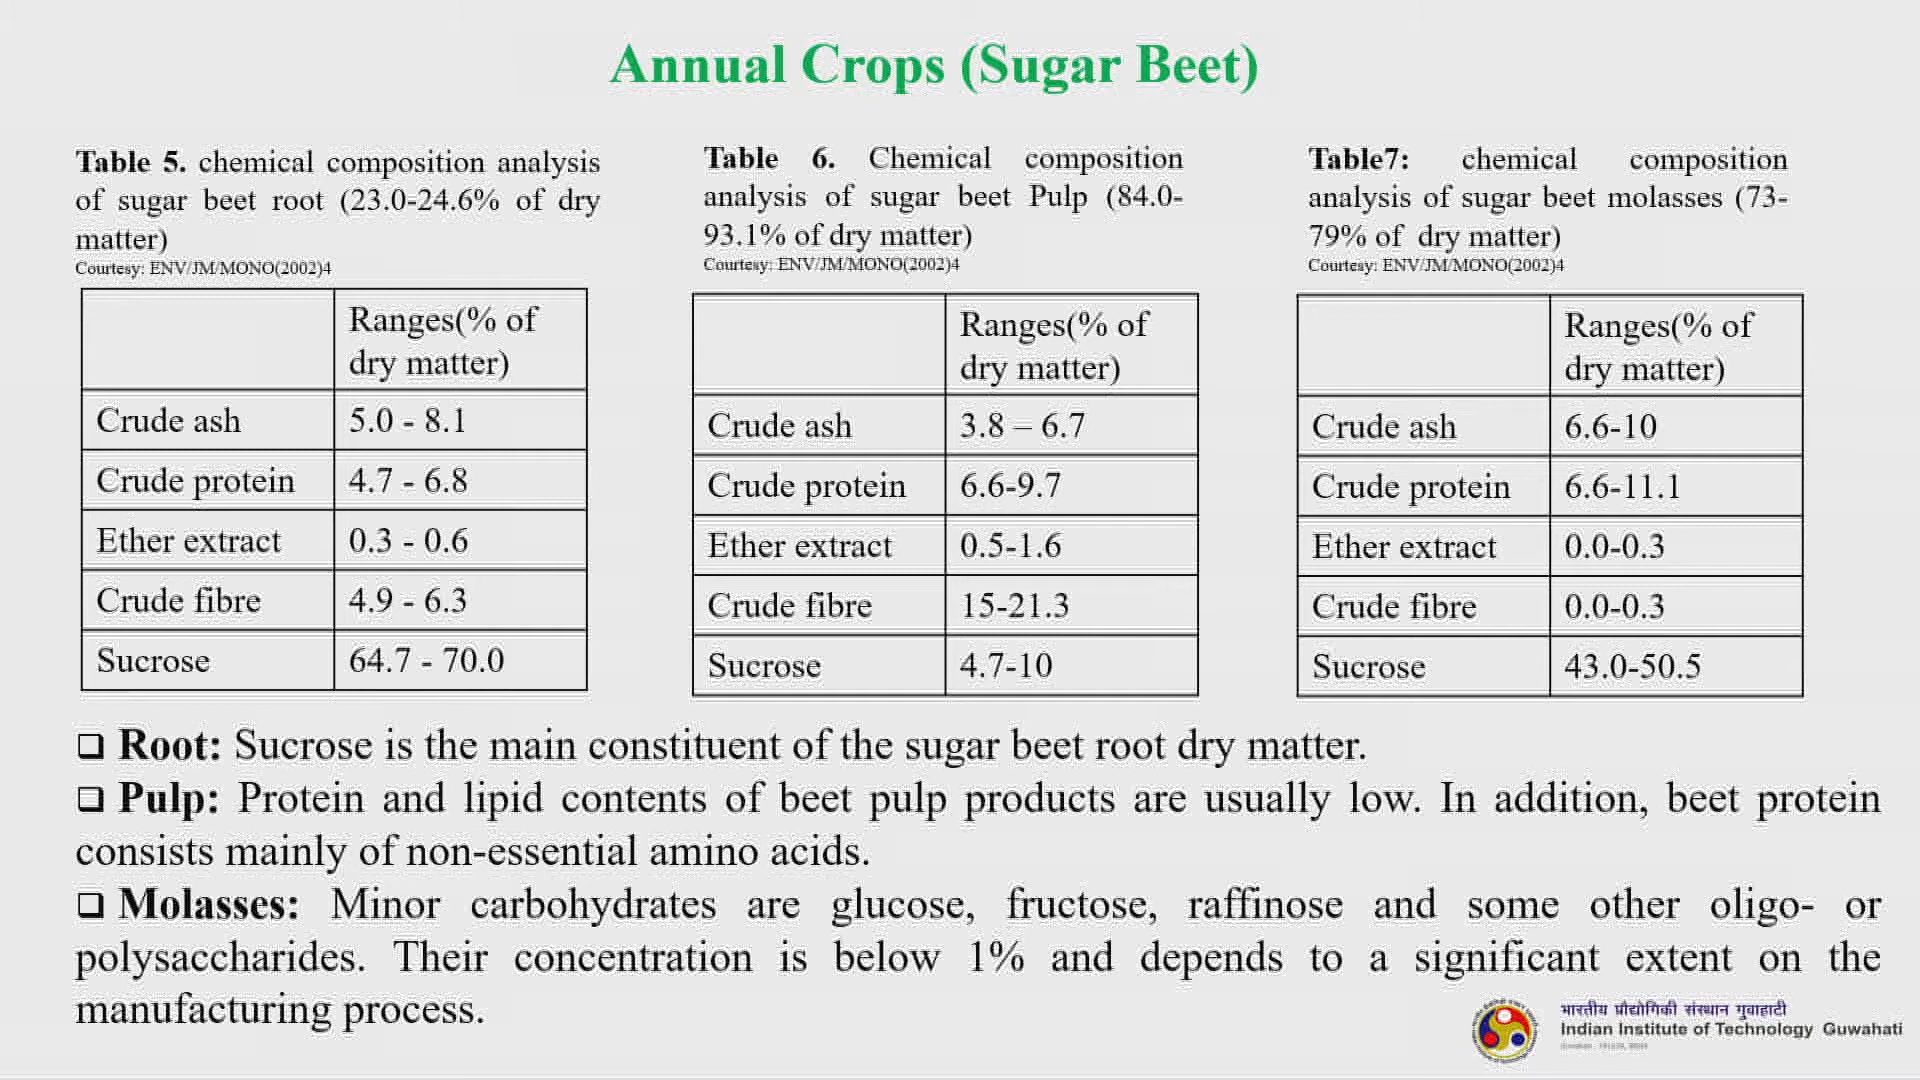 Annual Crops (Sugar Beet)
Table 5. chemical composition analysis
of sugar beet root (23.0-24.6% of dry
matter)
Courtesy: ENV/JM/MONO(2002)4
Ranges(% of
dry matter)
Crude ash 5.0 - 8.1
Crude protein 4.7 - 6.8
Ether extract 0.3 - 0.6
Crude fibre 4.9 - 6.3
Sucrose 64.7 - 70.0
Table 6. Chemical composition
analysis of sugar beet Pulp (84.0-
93.1% of dry matter)
Courtesy: ENV/JM/MONO(2002)4
Ranges(% of
dry matter)
Crude ash 3.8 – 6.7
Crude protein 6.6-9.7
Ether extract 0.5-1.6
Crude fibre 15-21.3
Sucrose 4.7-10
Table7: chemical composition
analysis of sugar beet molasses (73-
79% of dry matter)
Courtesy: ENV/JM/MONO(2002)4
Ranges(% of
dry matter)
Crude ash 6.6-10
Crude protein 6.6-11.1
Ether extract 0.0-0.3
Crude fibre 0.0-0.3
Sucrose 43.0-50.5
❑ Root: Sucrose is the main constituent of the sugar beet root dry matter.
❑ Pulp: Protein and lipid contents of beet pulp products are usually low. In addition, beet protein
consists mainly of non-essential amino acids.
❑ Molasses: Minor carbohydrates are glucose, fructose, raffinose and some other oligo- or
polysaccharides. Their concentration is below 1% and depends to a significant extent on the
manufacturing process.
भारतीय प्रौद्योगिकी संस्थान गुवाहाटी
Indian Institute of Technology Guwahati